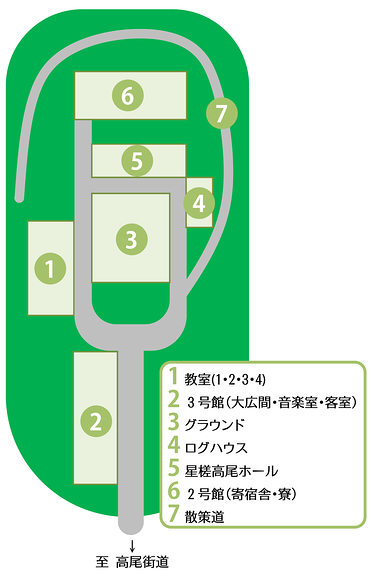 6
7
5
4
3
1
2
1 教室(1・2・3・4)
2 3号館(大広間・音楽室・客室)
3 グラウンド
4 ログハウス
5 星槎高尾ホール
6 2号館(寄宿舎・寮)
7 散策道
↓
至 高尾街道